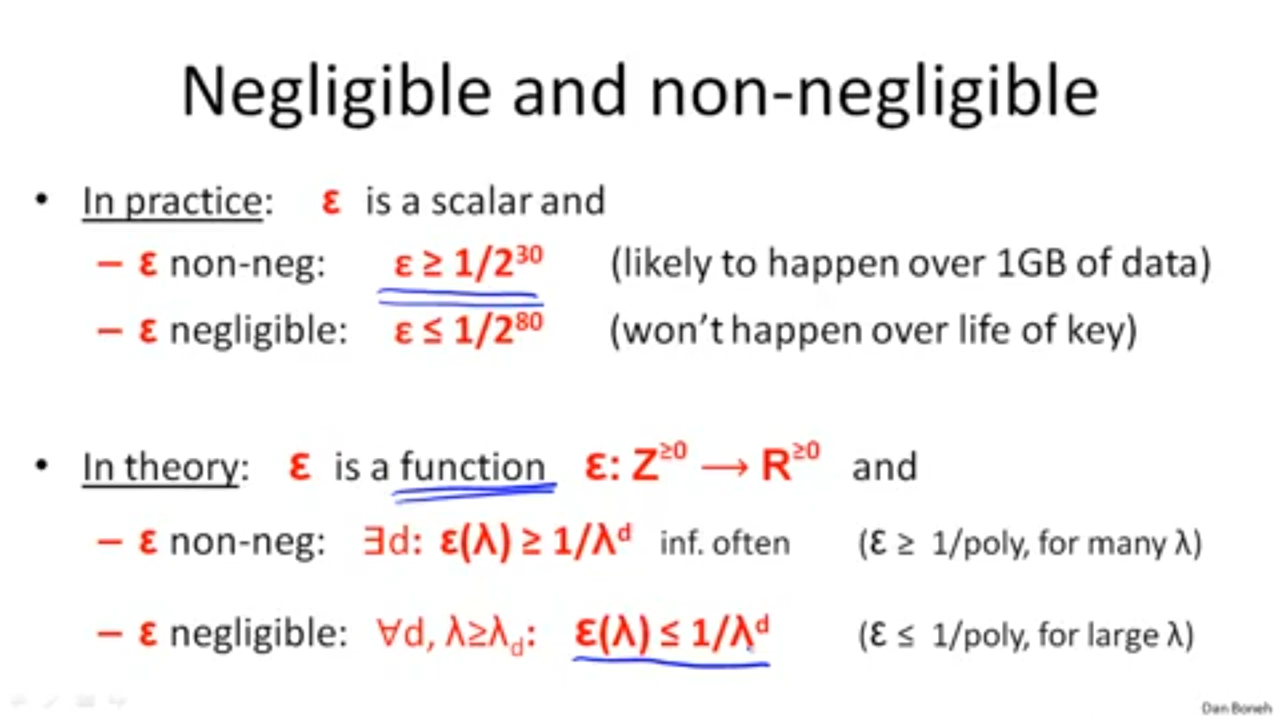 Negligible and non-negligible
• In practice: ε is a scalar and
– ε non-neg: ε ≥ 1/2³⁰ (likely to happen over 1GB of data)
– ε negligible: ε ≤ 1/2⁸⁰ (won't happen over life of key)
• In theory: ε is a function ε: Z^≥0 ⟶ R^≥0 and
– ε non-neg: ∃d: ε(λ) ≥ 1/λᵈ inf. often (ε ≥ 1/poly, for many λ)
– ε negligible: ∀d, λ≥λ_d: ε(λ) ≤ 1/λᵈ (ε ≤ 1/poly, for large λ)
Dan Boneh